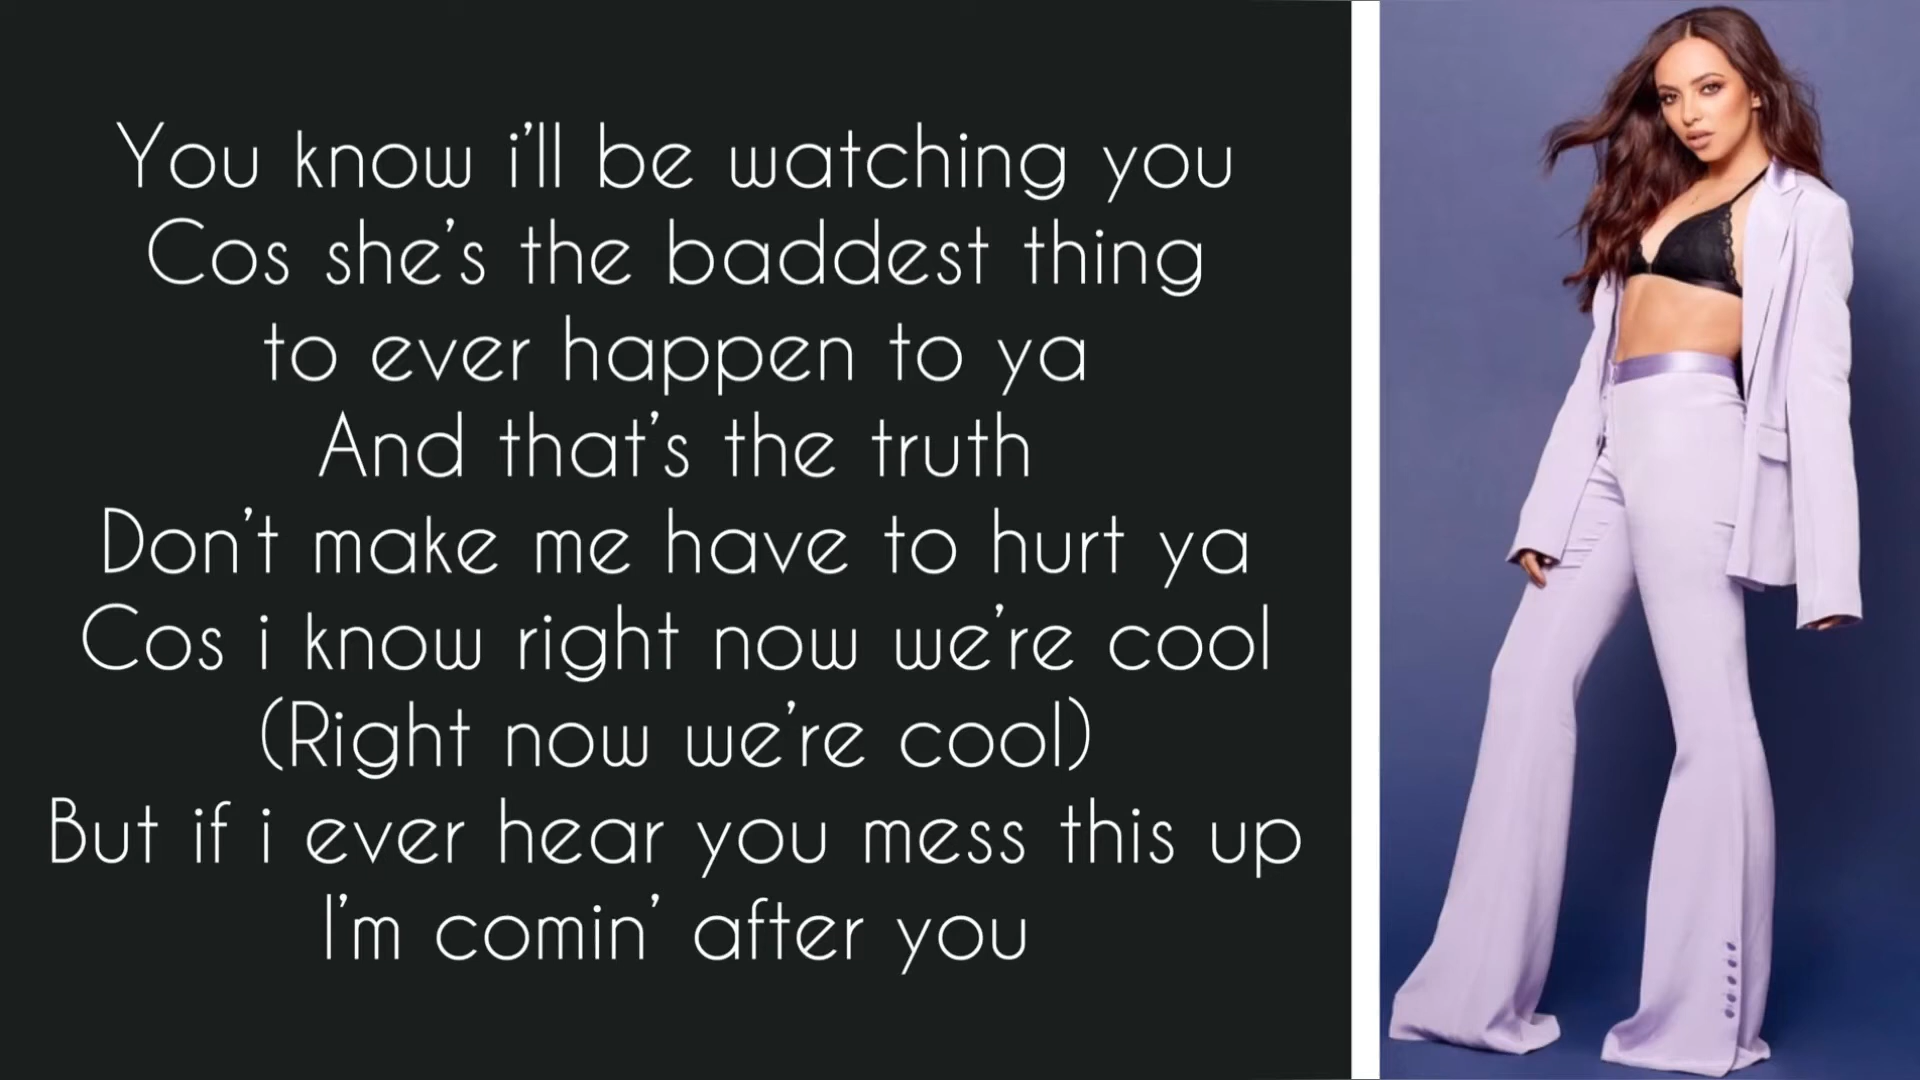 You know i'll be watching you
Cos she's the baddest thing
to ever happen to ya
And that's the truth
Don't make me have to hurt ya
Cos i know right now we're cool
(Right now we're cool)
But if i ever hear you mess this up
I'm comin' after you